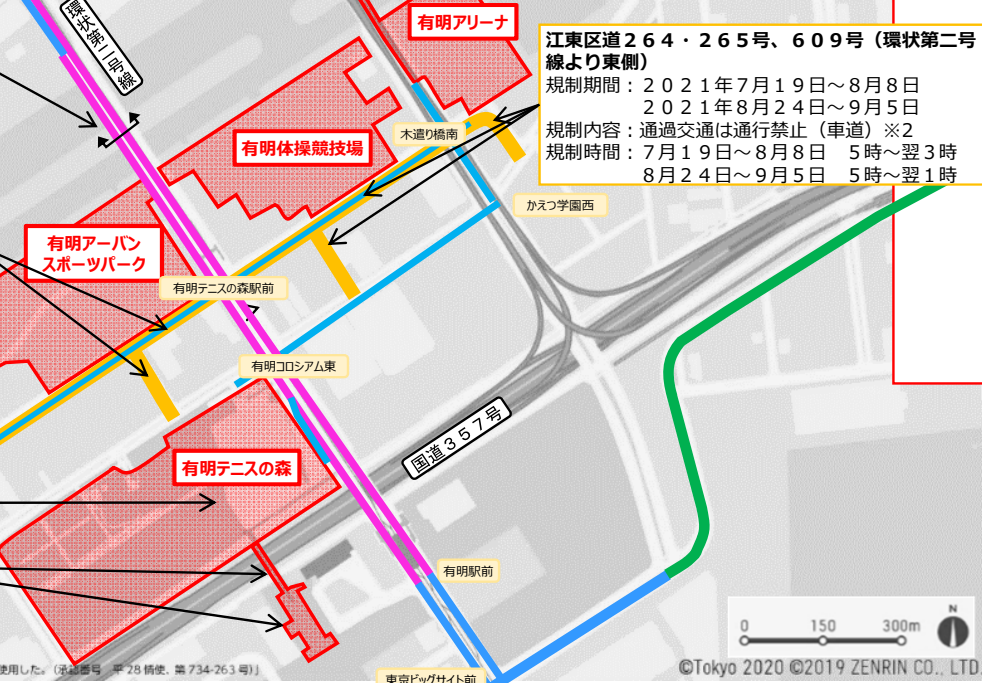 有明アリーナ
環状第二号線
江東区道２６４・２６５号、６０９号（環状第二号
線より東側）
規制期間：２０２１年７月１９日～８月８日
２０２１年８月２４日～９月５日
規制内容：通過交通は通行禁止（車道）※2
規制時間：７月１９日～８月８日　５時～翌３時
８月２４日～９月５日　５時～翌１時
木遣り橋南
有明体操競技場
かえつ学園西
有明アーバン
スポーツパーク
有明テニスの森駅前
有明コロシアム東
国道３５７号
有明テニスの森
有明駅前
N
0 150 300m
使用した。（承認番号　平 28 情使、第 734-263 号)」
©Tokyo 2020 ©2019 ZENRIN CO., LTD.
東京ビッグサイト前